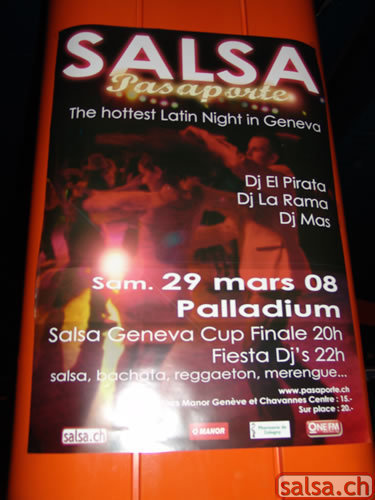 SALSA
Pasaporte
The hottest Latin Night in Geneva
Dj El Pirata
Dj La Rama
Dj Mas
Sam. 29 mars 08
Palladium
Salsa Geneva Cup Finale 20h
Fiesta Dj's 22h
salsa, bachata, reggaeton, merengue...
www.pasaporte.ch
Manor Genève et Chavannes Centre : 15.-
Sur place : 20.-
salsa.ch
MANOR
ONE FM
salsa.ch